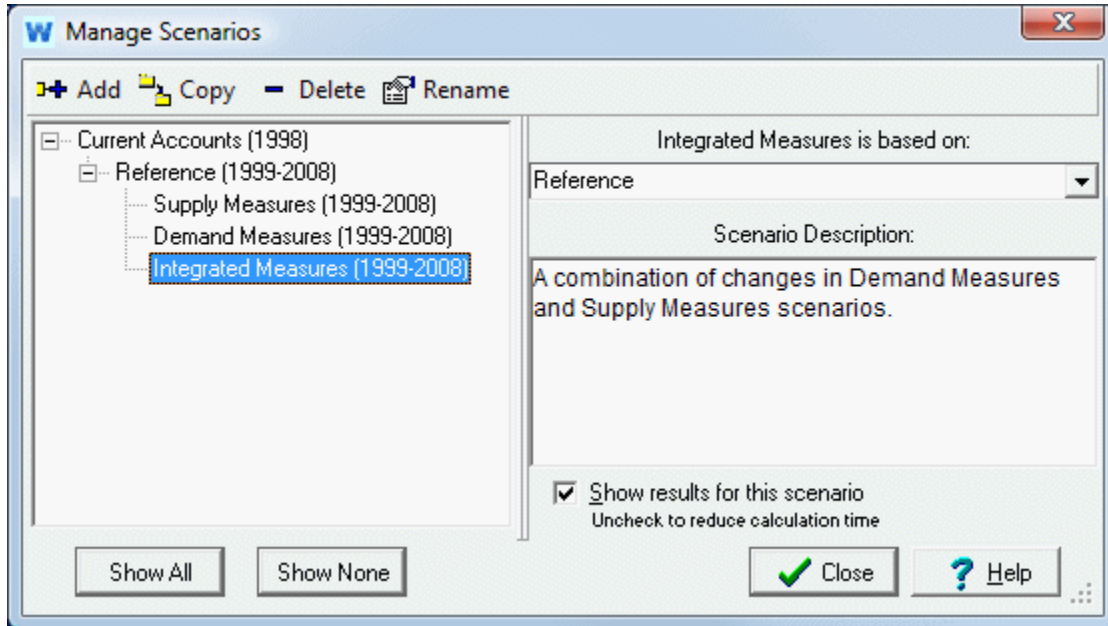 Manage Scenarios
Add Copy Delete Rename
Current Accounts (1998)
Reference (1999-2008)
Supply Measures (1999-2008)
Demand Measures (1999-2008)
Integrated Measures (1999-2008)
Integrated Measures is based on:
Reference
Scenario Description:
A combination of changes in Demand Measures
and Supply Measures scenarios.
Show results for this scenario
Uncheck to reduce calculation time
Show All Show None Close Help